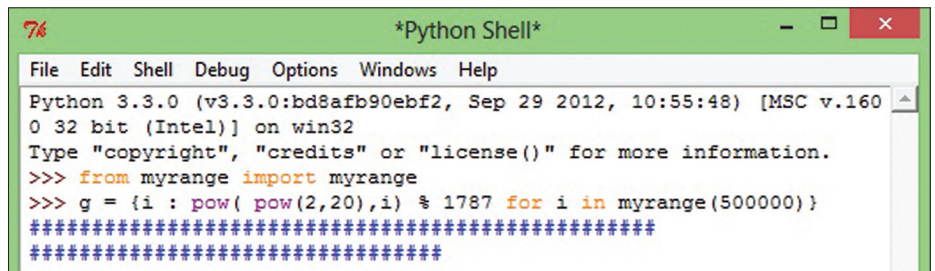 *Python Shell*
File Edit Shell Debug Options Windows Help
Python 3.3.0 (v3.3.0:bd8afb90ebf2, Sep 29 2012, 10:55:48) [MSC v.160
0 32 bit (Intel)] on win32
Type "copyright", "credits" or "license()" for more information.
>>> from myrange import myrange
>>> g = {i : pow( pow(2,20),i) % 1787 for i in myrange(500000)}
##################################################
#################################